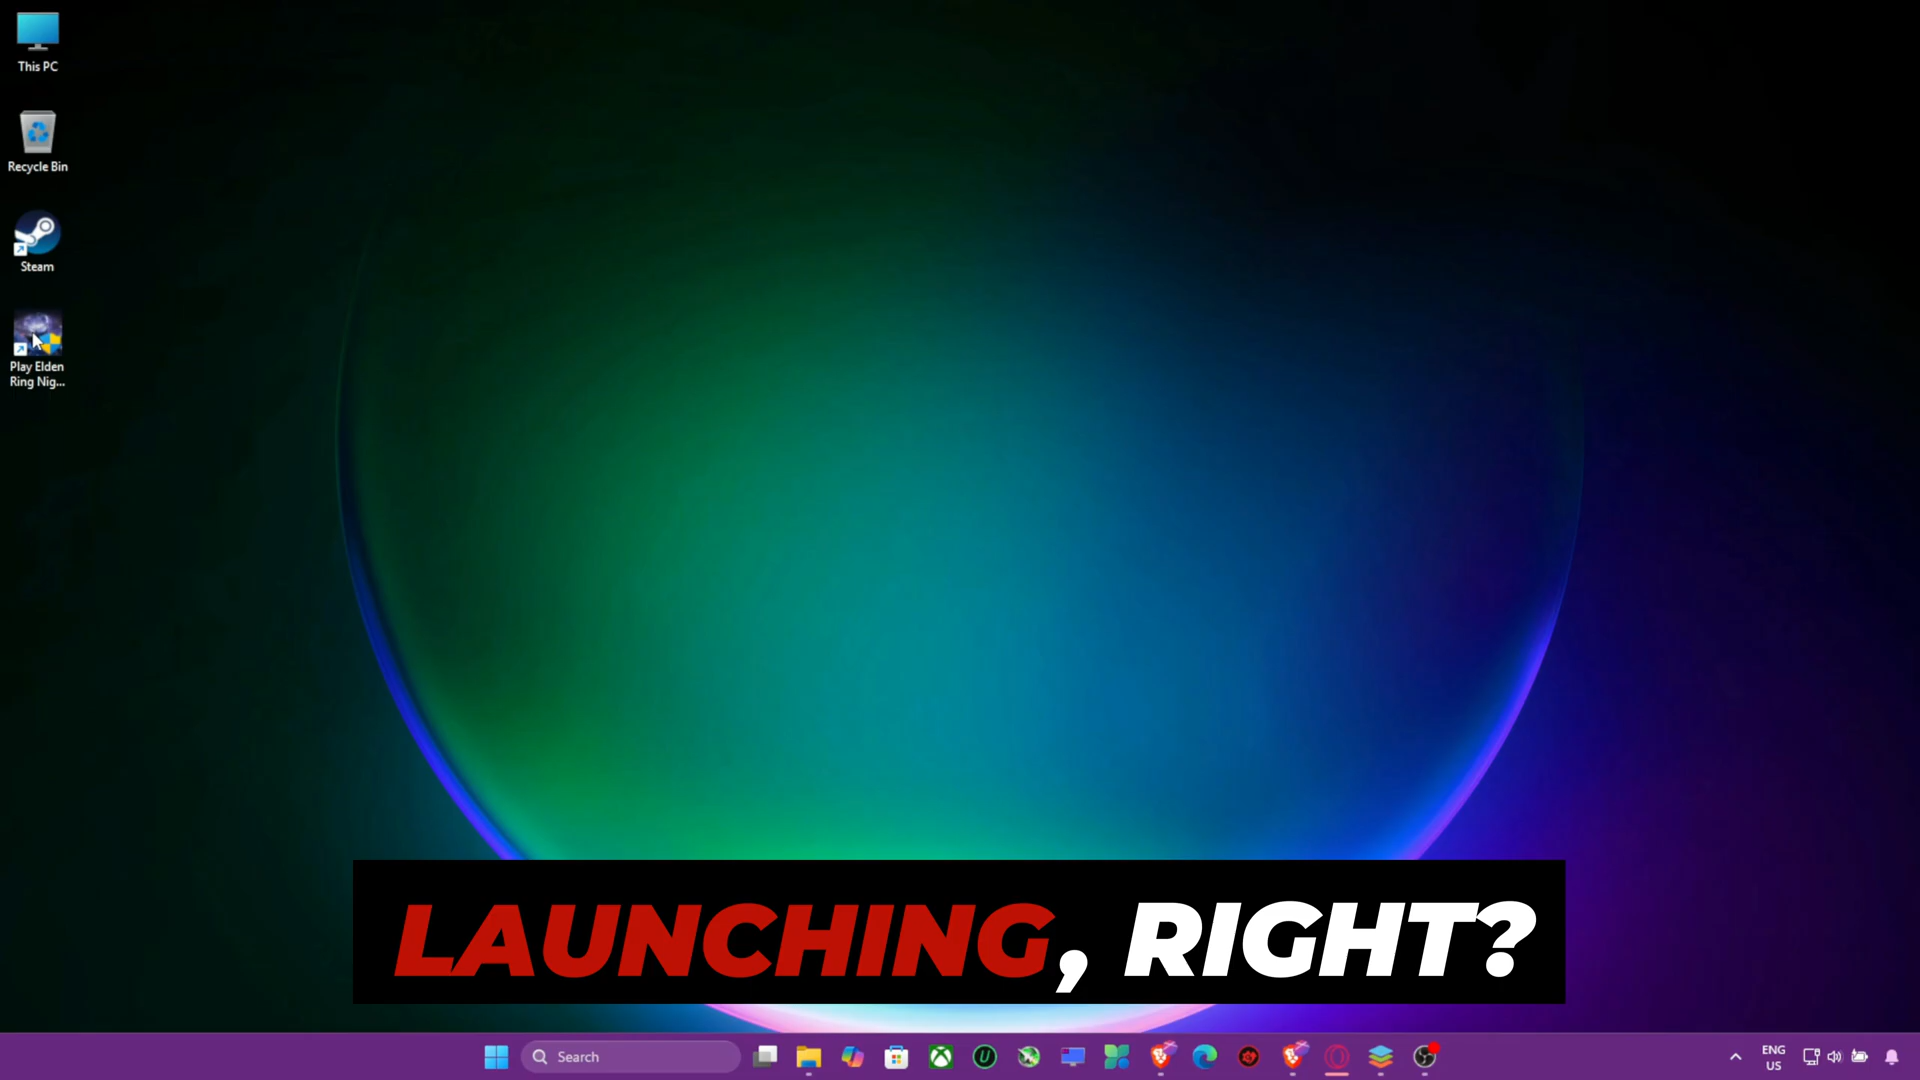 This PC
Recycle Bin
Steam
Play Elden
Ring Nig...
LAUNCHING, RIGHT?
Search
ENG
US